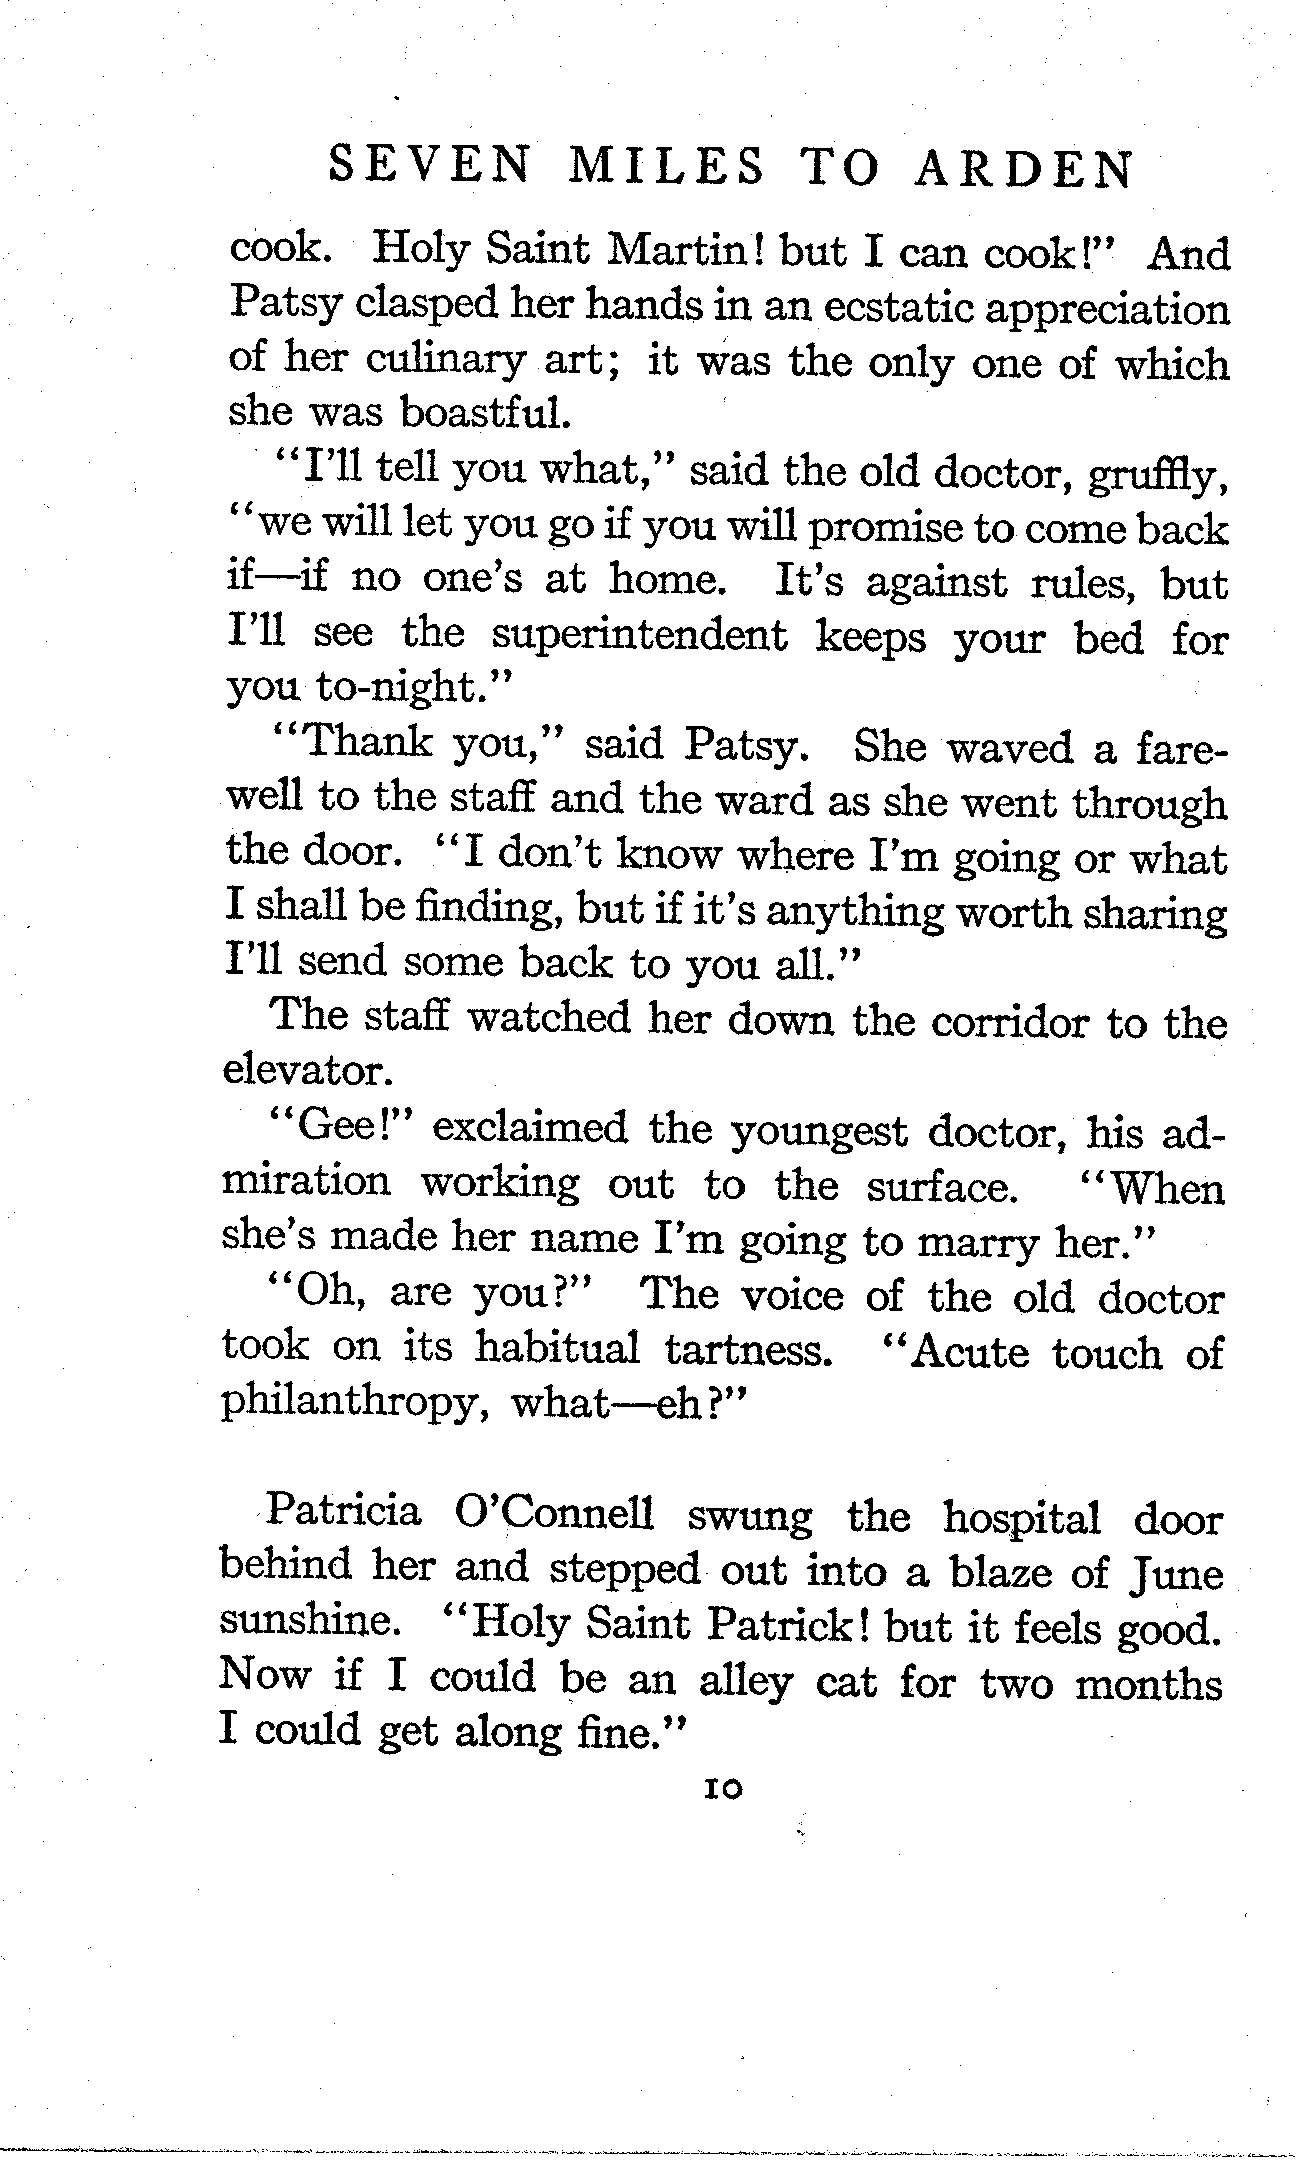 SEVEN MILES TO ARDEN
cook. Holy Saint Martin! but I can cook!" And
Patsy clasped her hands in an ecstatic appreciation
of her culinary art; it was the only one of which
she was boastful.
"I'll tell you what," said the old doctor, gruffly,
"we will let you go if you will promise to come back
if—if no one's at home. It's against rules, but
I'll see the superintendent keeps your bed for
you to-night."
"Thank you," said Patsy. She waved a fare-
well to the staff and the ward as she went through
the door. "I don't know where I'm going or what
I shall be finding, but if it's anything worth sharing
I'll send some back to you all."
The staff watched her down the corridor to the
elevator.
"Gee!" exclaimed the youngest doctor, his ad-
miration working out to the surface. "When
she's made her name I'm going to marry her."
"Oh, are you?" The voice of the old doctor
took on its habitual tartness. "Acute touch of
philanthropy, what—eh?"
Patricia O'Connell swung the hospital door
behind her and stepped out into a blaze of June
sunshine. "Holy Saint Patrick! but it feels good.
Now if I could be an alley cat for two months
I could get along fine."
10